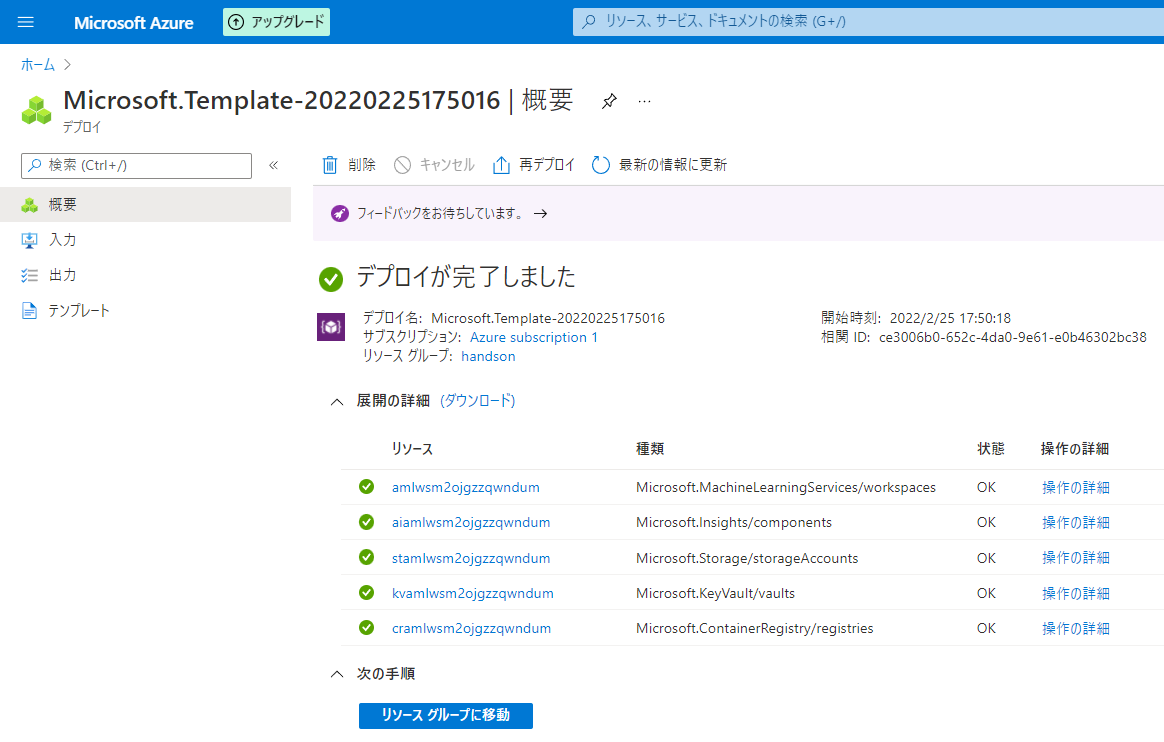 Microsoft Azure
アップグレード
リソース、サービス、ドキュメントの検索 (G+/)
ホーム
Microsoft.Template-20220225175016 | 概要
デプロイ
検索 (Ctrl+/)
概要
入力
出力
テンプレート
削除 キャンセル 再デプロイ 最新の情報に更新
フィードバックをお待ちしています。 →
デプロイが完了しました
デプロイ名: Microsoft.Template-20220225175016
サブスクリプション: Azure subscription 1
リソース グループ: handson
開始時刻: 2022/2/25 17:50:18
相関 ID: ce3006b0-652c-4da0-9e61-e0b46302bc38
展開の詳細 (ダウンロード)
リソース 種類 状態 操作の詳細
amlwsm2ojgzzqwndum Microsoft.MachineLearningServices/workspaces OK 操作の詳細
aiamlwsm2ojgzzqwndum Microsoft.Insights/components OK 操作の詳細
stamlwsm2ojgzzqwndum Microsoft.Storage/storageAccounts OK 操作の詳細
kvamlwsm2ojgzzqwndum Microsoft.KeyVault/vaults OK 操作の詳細
cramlwsm2ojgzzqwndum Microsoft.ContainerRegistry/registries OK 操作の詳細
次の手順
リソース グループに移動